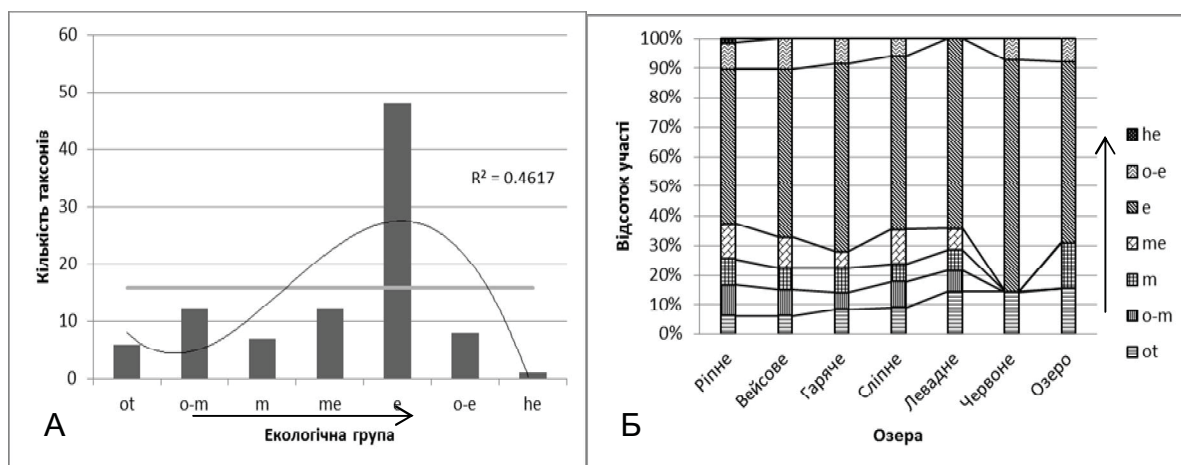 60
50
40
30
20
10
0
Кількість таксонів
R² = 0.4617
ot o-m m me e o-e he
Екологічна група
А
100%
90%
80%
70%
60%
50%
40%
30%
20%
10%
0%
Відсоток участі
Ріпне Вейсове Гаряче Сліпне Левадне Червоне Озеро
Озера
he
o-e
e
me
m
o-m
ot
Б